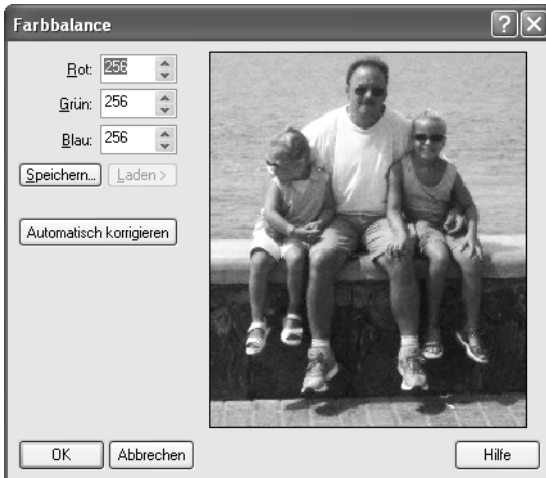 Farbbalance
Rot: 256
Grün: 256
Blau: 256
Speichern... Laden >
Automatisch korrigieren
OK Abbrechen Hilfe